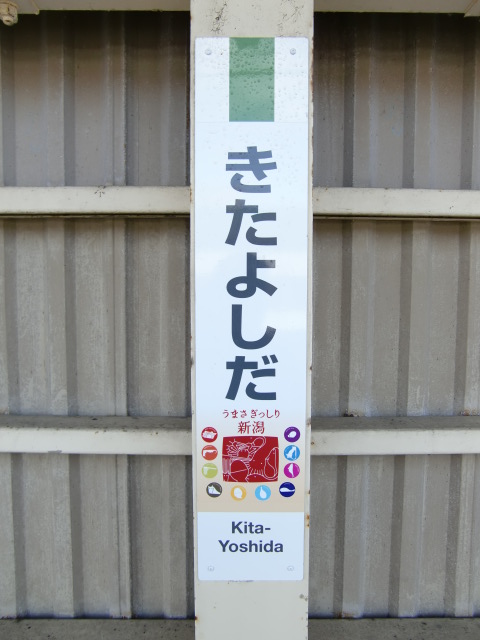 きたよしだ
うまさぎっしり
新潟
Kita-
Yoshida